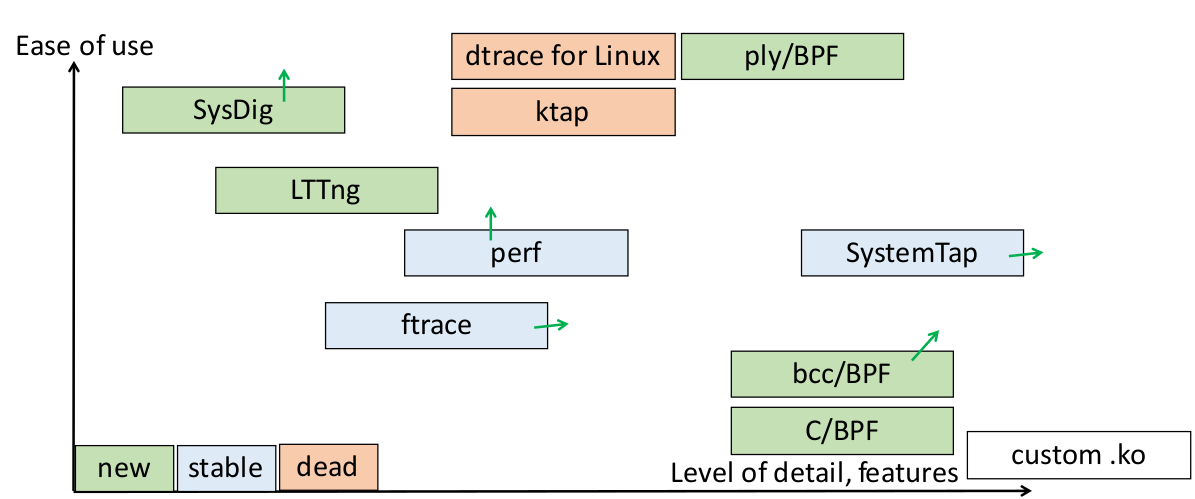 Ease of use
dtrace for Linux
ply/BPF
SysDig
ktap
LTTng
perf
SystemTap
ftrace
bcc/BPF
C/BPF
custom .ko
new
stable
dead
Level of detail, features